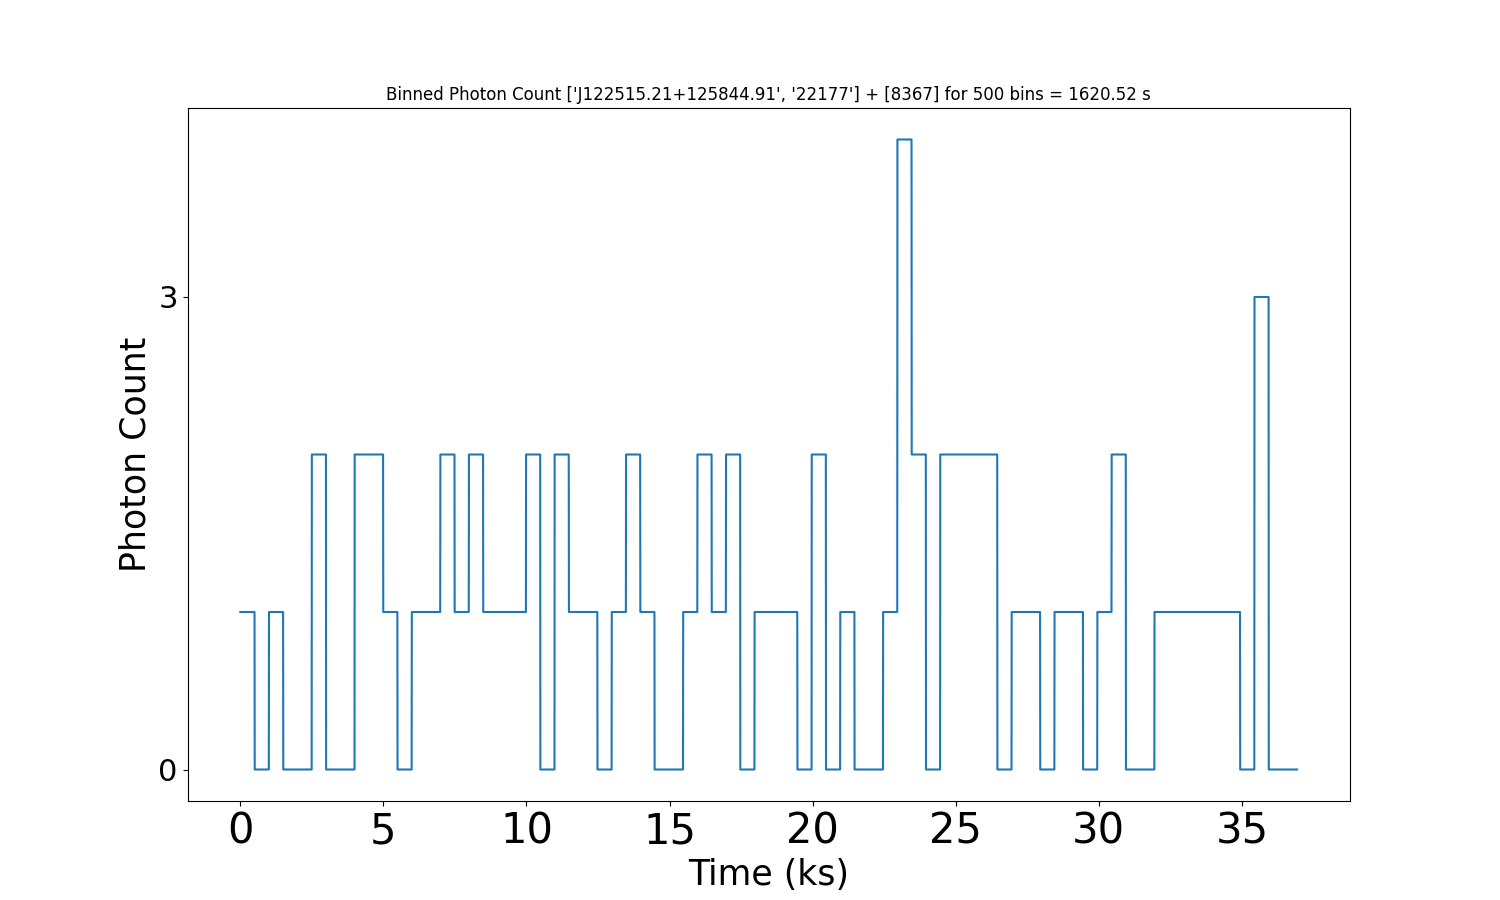 Binned Photon Count ['J122515.21+125844.91', '22177'] + [8367] for 500 bins = 1620.52 s
3
0
Photon Count
0 5 10 15 20 25 30 35
Time (ks)